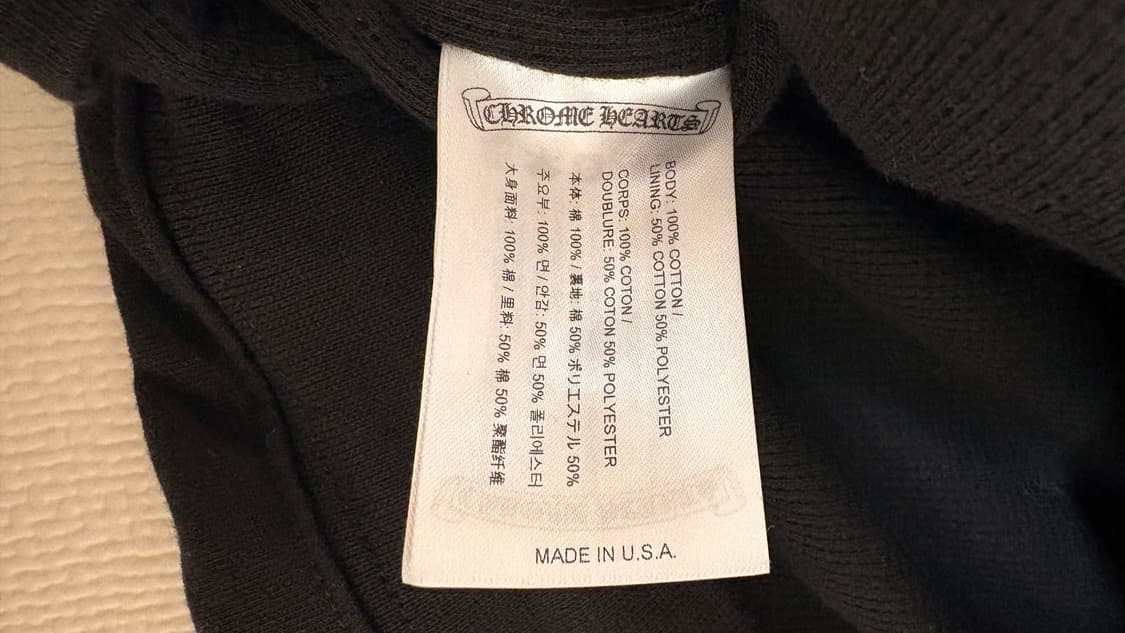 CHROME HEARTS
BODY: 100% COTTON /
LINING: 50% COTTON 50% POLYESTER
CORPS: 100% COTON /
DOUBLURE: 50% COTON 50% POLYESTER
本体: 棉 100% / 裏地: 棉 50% ポリエステル 50%
주요부: 100% 면 / 안감: 50% 면 50% 폴리에스터
大身面料: 100% 棉 / 里料: 50% 棉 50% 聚酯纤维
MADE IN U.S.A.